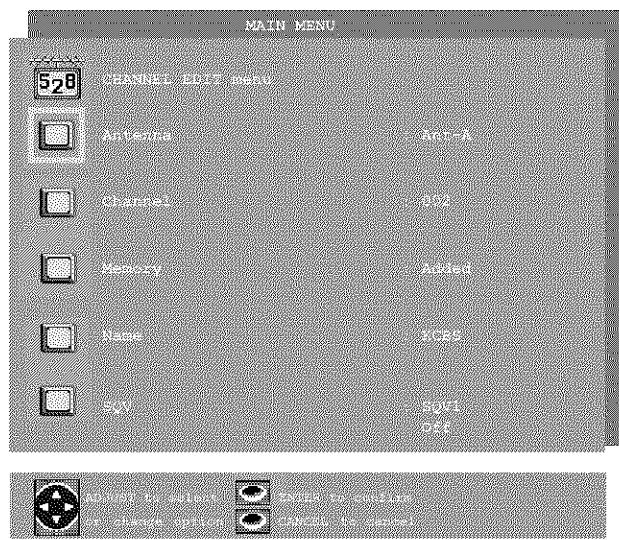 MAIN MENU
528
CHANNEL EDIT menu
Antenna Ant-A
Channel 002
Memory Added
Name KCBS
SQV SQV1
Off
ADJUST to select ENTER to confirm
or change option CANCEL to cancel